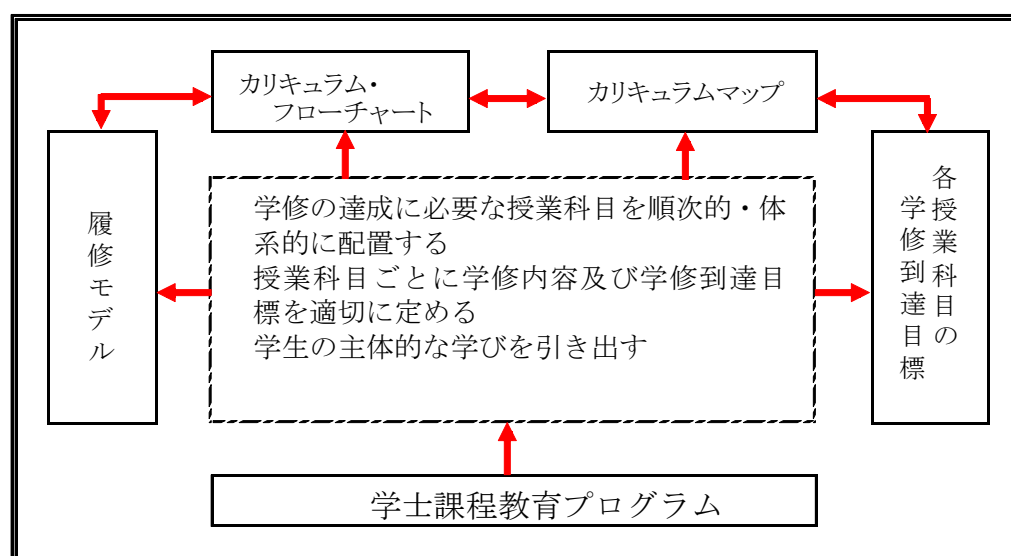 カリキュラム・
フローチャート
カリキュラムマップ
履修モデル
学修の達成に必要な授業科目を順次的・体
系的に配置する
授業科目ごとに学修内容及び学修到達目
標を適切に定める
学生の主体的な学びを引き出す
各授業科目の
学修到達目標
学士課程教育プログラム